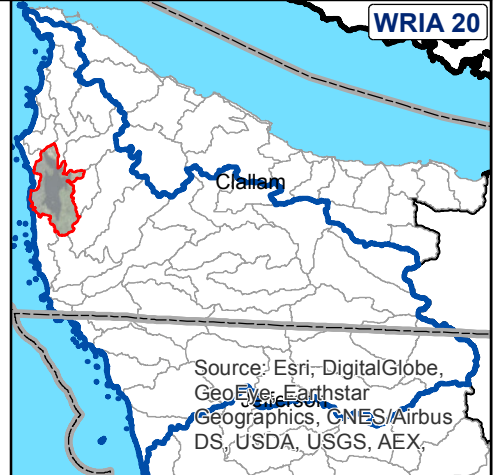 WRIA 20
Clallam
Source: Esri, DigitalGlobe,
GeoEye, Earthstar
Geographics, CNES/Airbus
DS, USDA, USGS, AEX,